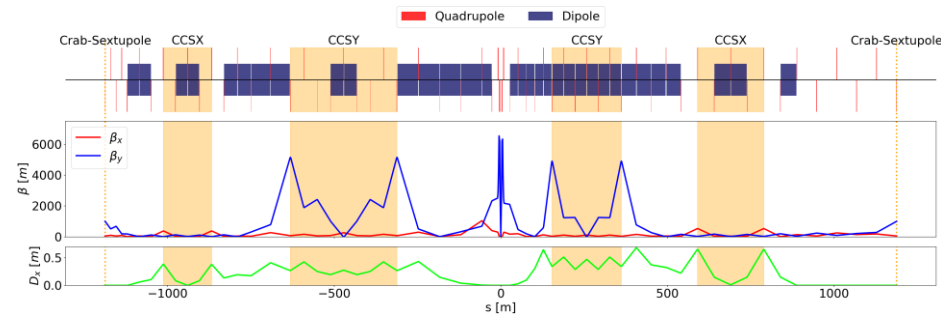 Quadrupole Dipole
Crab-Sextupole CCSX CCSY CCSY CCSX Crab-Sextupole
6000
4000
2000
0
β [m]
βx
βy
0.5
0.0
Dx [m]
−1000 −500 0 500 1000
s [m]